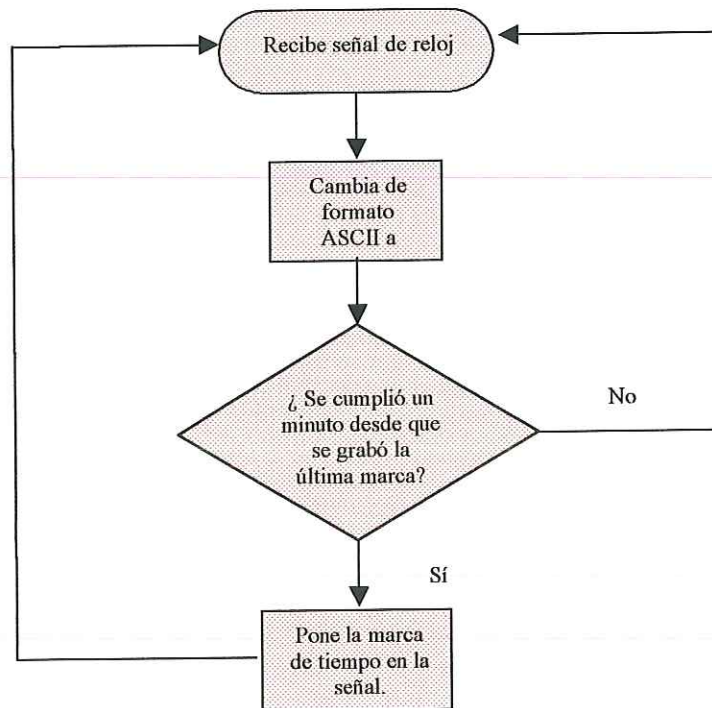 Recibe señal de reloj
Cambia de
formato
ASCII a
¿ Se cumplió un
minuto desde que
se grabó la
última marca?
No
Sí
Pone la marca
de tiempo en la
señal.